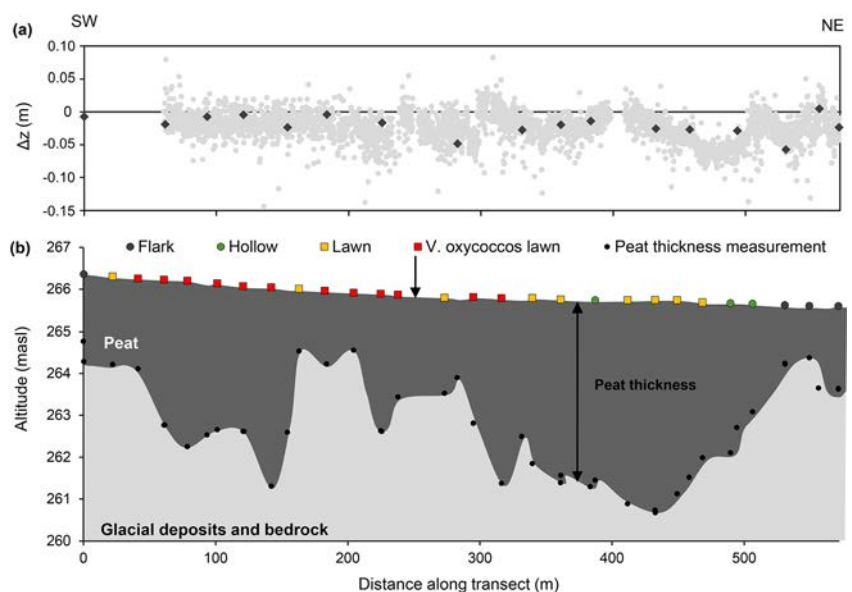 SW NE
(a)
0.10
0.05
0
-0.05
-0.10
-0.15
Δz (m)
(b)
267
266
265
264
263
262
261
260
Altitude (masl)
Flark Hollow Lawn V. oxycoccos lawn Peat thickness measurement
Peat
Peat thickness
Glacial deposits and bedrock
0 100 200 300 400 500
Distance along transect (m)